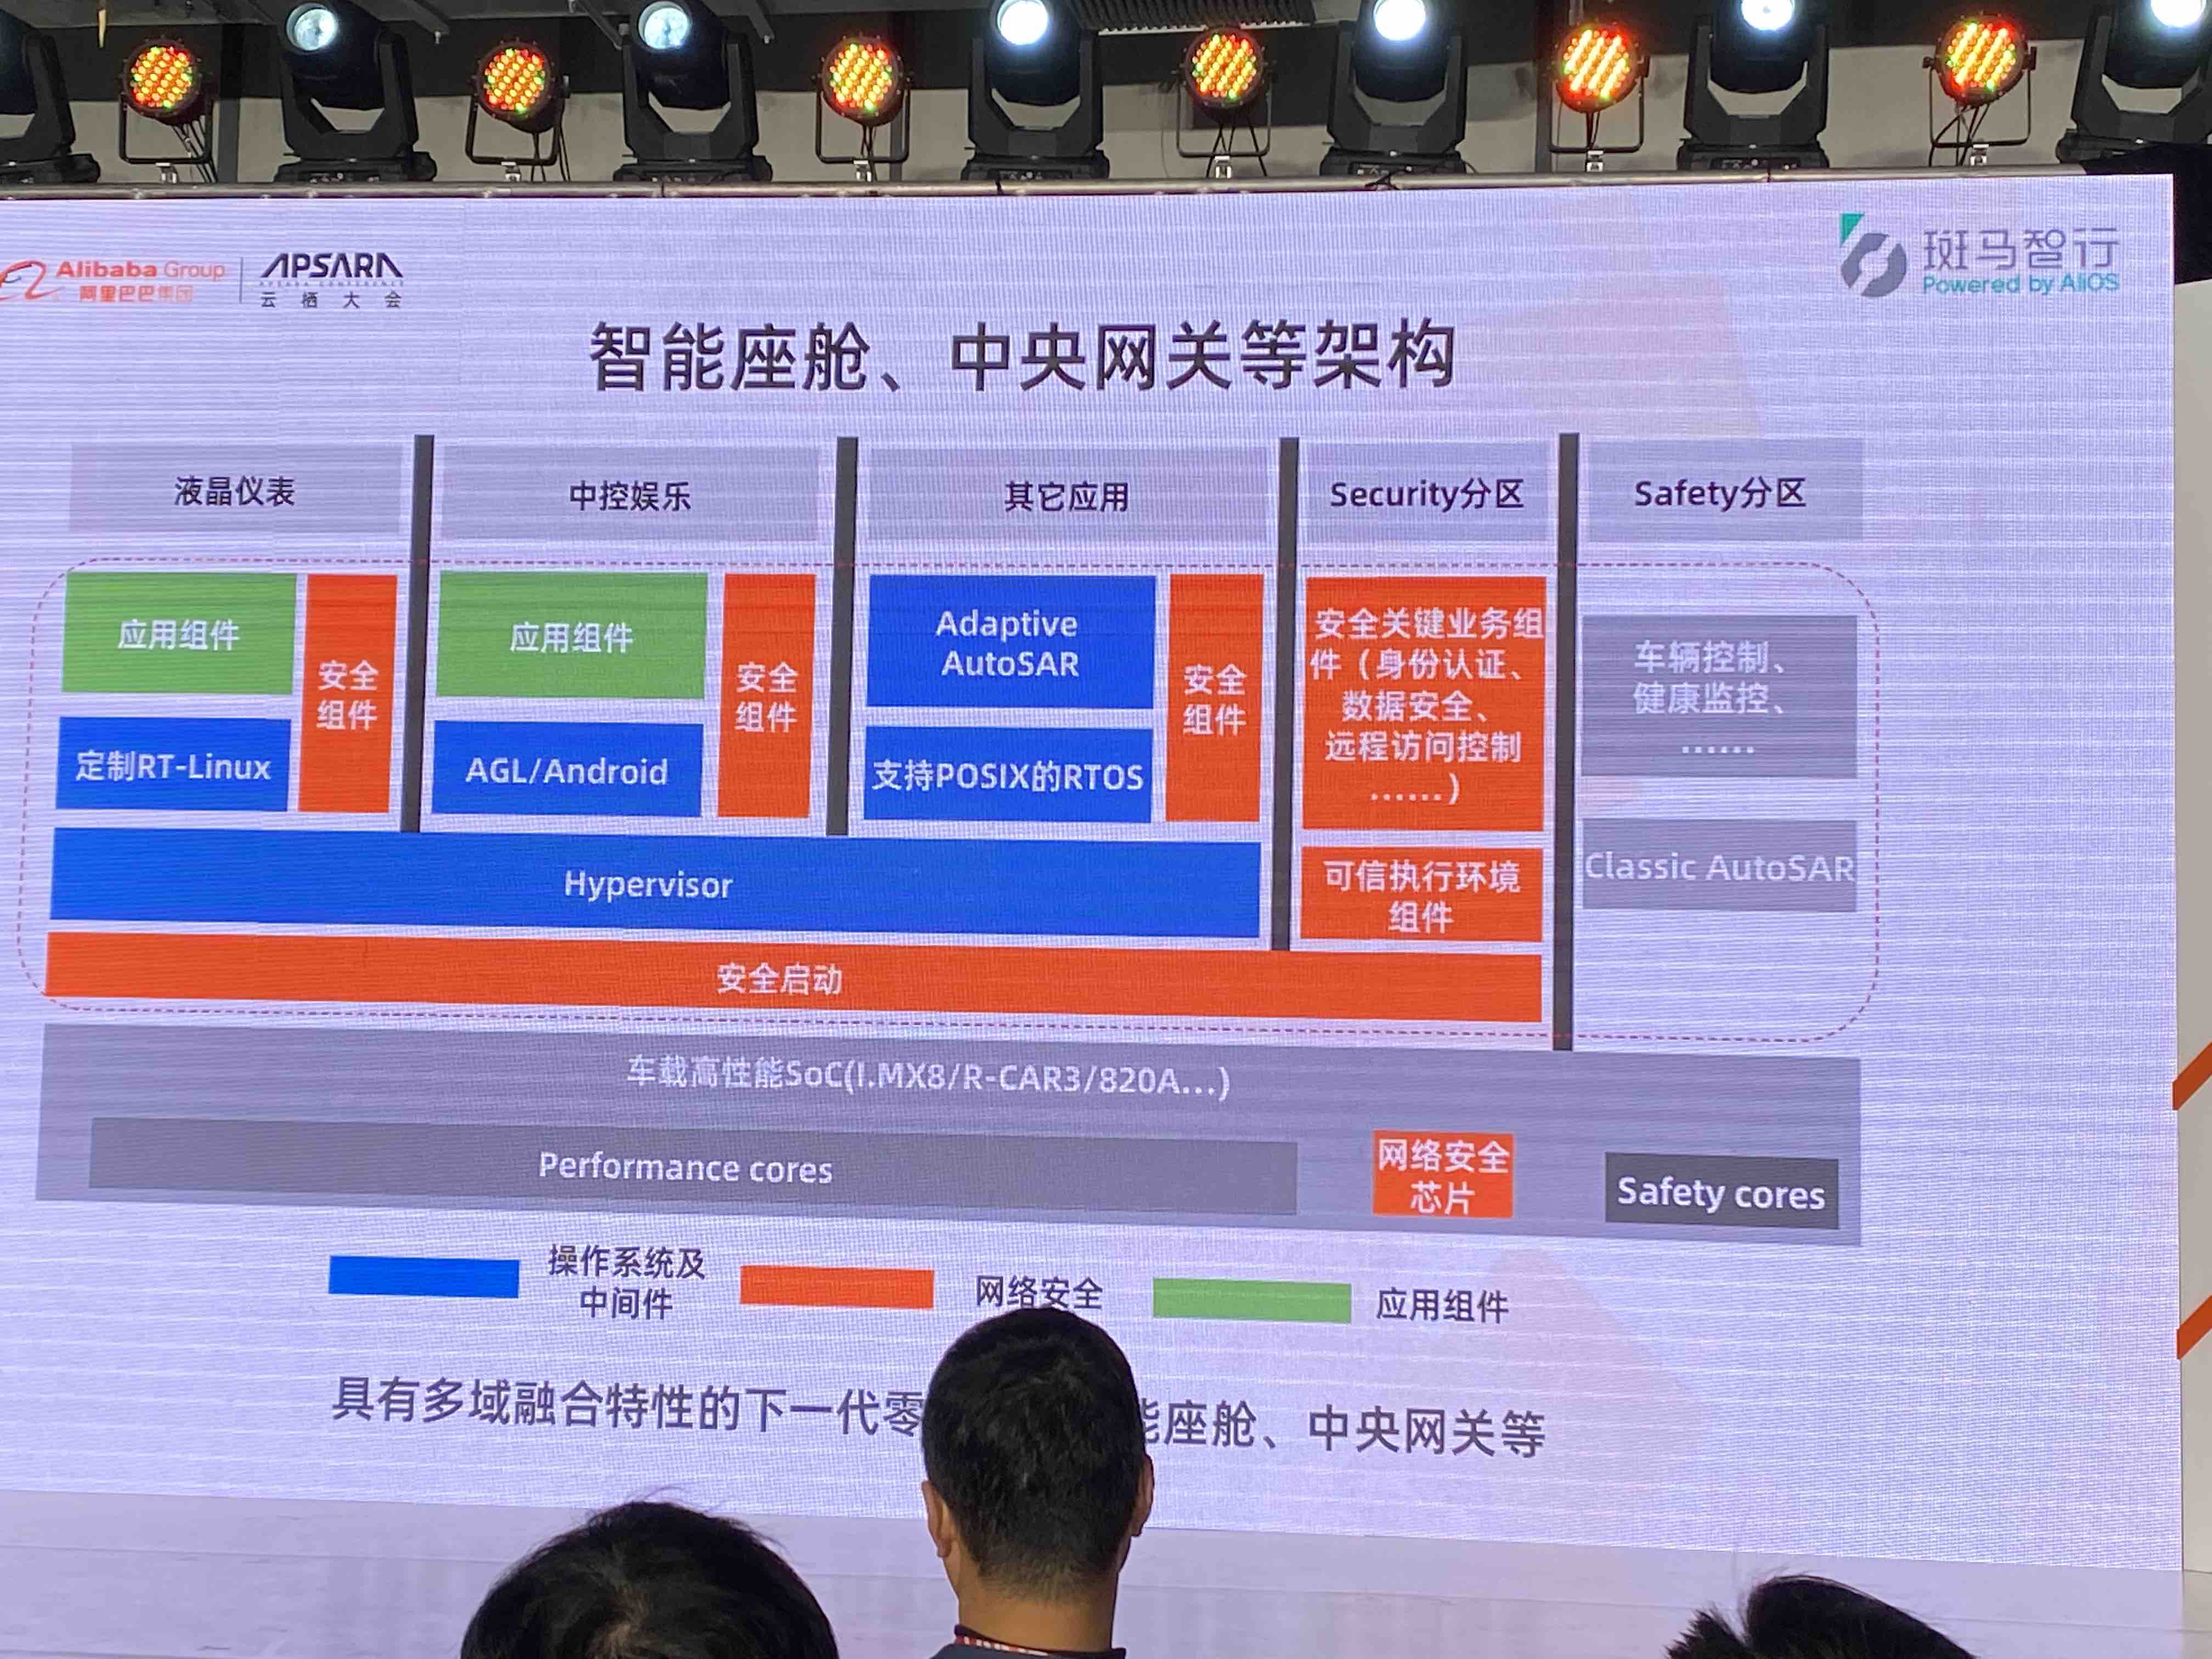 Alibaba Group
阿里巴巴集团
APSARA
APSARA CONFERENCE
云栖大会
斑马智行
Powered by AliOS
智能座舱、中央网关等架构
液晶仪表
中控娱乐
其它应用
Security分区
Safety分区
应用组件
安全
组件
定制RT-Linux
应用组件
安全
组件
AGL/Android
Adaptive
AutoSAR
安全
组件
支持POSIX的RTOS
安全关键业务组
件（身份认证、
数据安全、
远程访问控制
……）
可信执行环境
组件
车辆控制、
健康监控、
……
Classic AutoSAR
Hypervisor
安全启动
车载高性能SoC(I.MX8/R-CAR3/820A...)
Performance cores
网络安全
芯片
Safety cores
操作系统及
中间件
网络安全
应用组件
具有多域融合特性的下一代零
能座舱、中央网关等